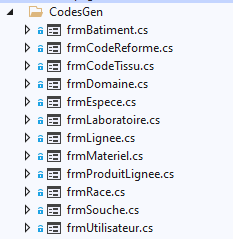 CodesGen
frmBatiment.cs
frmCodeReforme.cs
frmCodeTissu.cs
frmDomaine.cs
frmEspece.cs
frmLaboratoire.cs
frmLignee.cs
frmMateriel.cs
frmProduitLignee.cs
frmRace.cs
frmSouche.cs
frmUtilisateur.cs